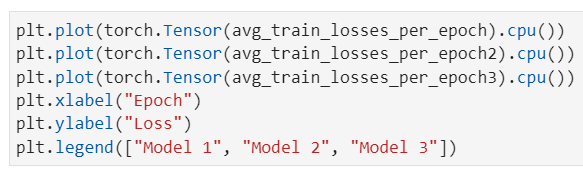 plt.plot(torch.Tensor(avg_train_losses_per_epoch).cpu())
plt.plot(torch.Tensor(avg_train_losses_per_epoch2).cpu())
plt.plot(torch.Tensor(avg_train_losses_per_epoch3).cpu())
plt.xlabel("Epoch")
plt.ylabel("Loss")
plt.legend(["Model 1", "Model 2", "Model 3"])